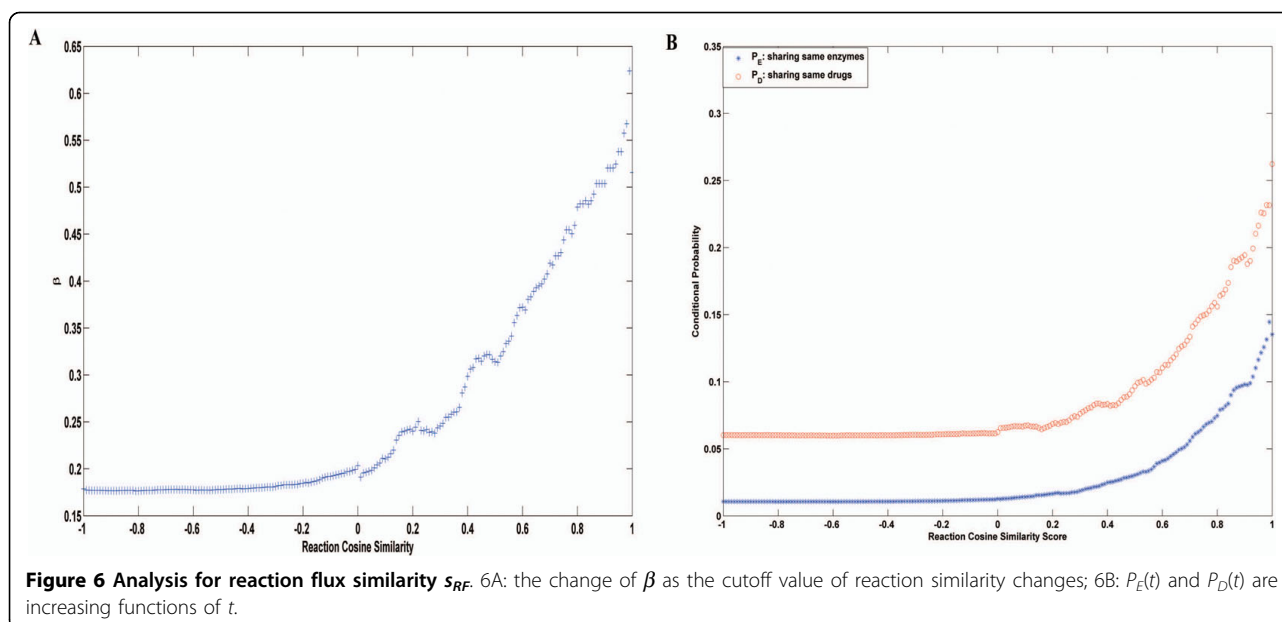 A
0.65
0.6
0.55
0.5
0.45
0.4
β
0.35
0.3
0.25
0.2
0.15
-1 -0.8 -0.6 -0.4 -0.2 0 0.2 0.4 0.6 0.8 1
Reaction Cosine Similarity
B
0.35
P_E: sharing same enzymes
P_D: sharing same drugs
0.3
0.25
0.2
Conditional Probability
0.15
0.1
0.05
0
-1 -0.8 -0.6 -0.4 -0.2 0 0.2 0.4 0.6 0.8 1
Reaction Cosine Similarity Score
Figure 6 Analysis for reaction flux similarity s_RF. 6A: the change of β as the cutoff value of reaction similarity changes; 6B: P_E(t) and P_D(t) are
increasing functions of t.